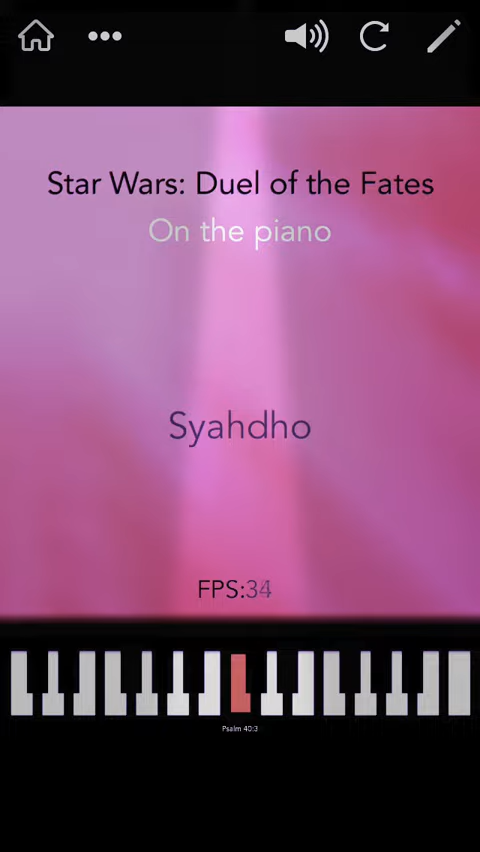 Star Wars: Duel of the Fates
On the piano
Syahdho
FPS:34
Psalm 40:3